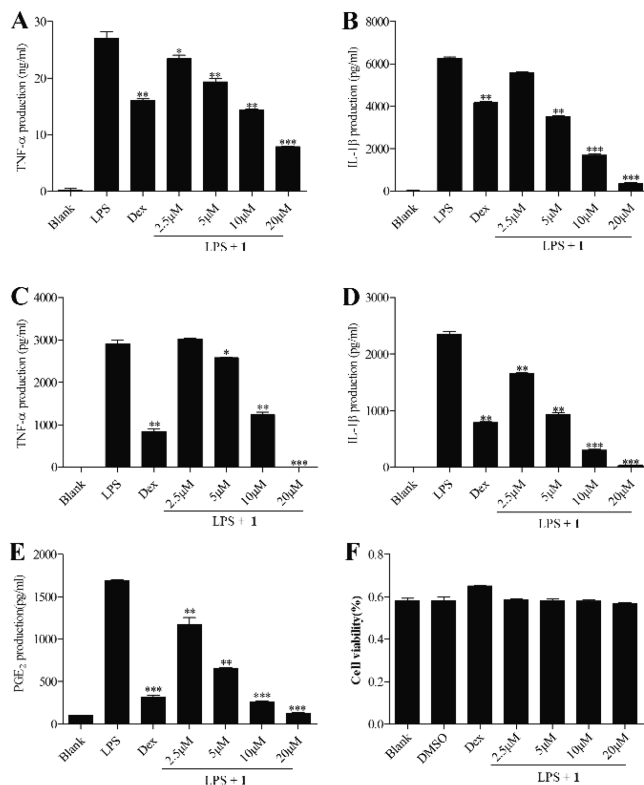 A
TNF-α production (ng/ml)
30
20
10
0
*
**
**
**
***
Blank
LPS
Dex
2.5µM
5µM
10µM
20µM
LPS + 1
B
IL-1β production (pg/ml)
8000
6000
4000
2000
0
**
**
***
***
Blank
LPS
Dex
2.5µM
5µM
10µM
20µM
LPS + 1
C
TNF-α production (pg/ml)
4000
3000
2000
1000
0
**
*
**
***
Blank
LPS
Dex
2.5µM
5µM
10µM
20µM
LPS + 1
D
IL-1β production (pg/ml)
3000
2000
1000
0
**
**
**
***
***
Blank
LPS
Dex
2.5µM
5µM
10µM
20µM
LPS + 1
E
PGE2 production(pg/ml)
2000
1500
1000
500
0
***
**
**
***
***
Blank
LPS
Dex
2.5µM
5µM
10µM
20µM
LPS + 1
F
Cell viability(%)
0.8
0.6
0.4
0.2
0.0
Blank
DMSO
Dex
2.5µM
5µM
10µM
20µM
LPS + 1